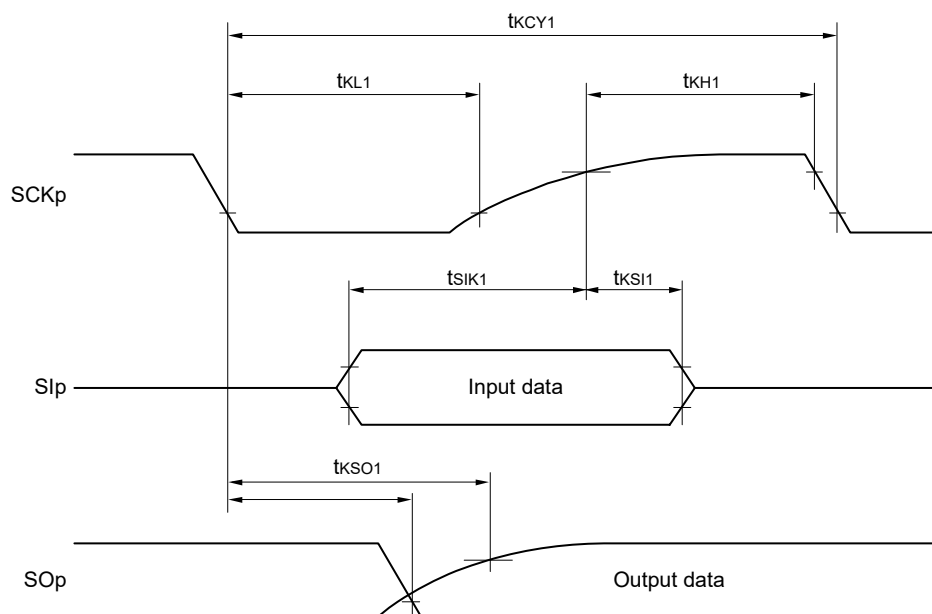 tKCY1
tKL1
tKH1
SCKp
tSIK1
tKSI1
SIp
Input data
tKSO1
SOp
Output data